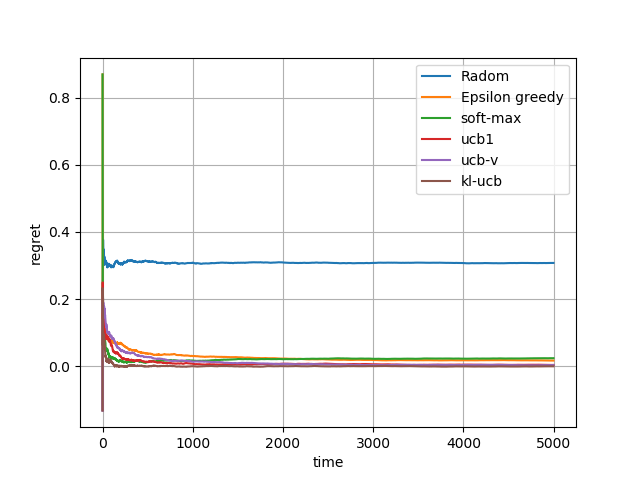 Radom
Epsilon greedy
soft-max
ucb1
ucb-v
kl-ucb
0.8
0.6
0.4
0.2
0.0
regret
0 1000 2000 3000 4000 5000
time